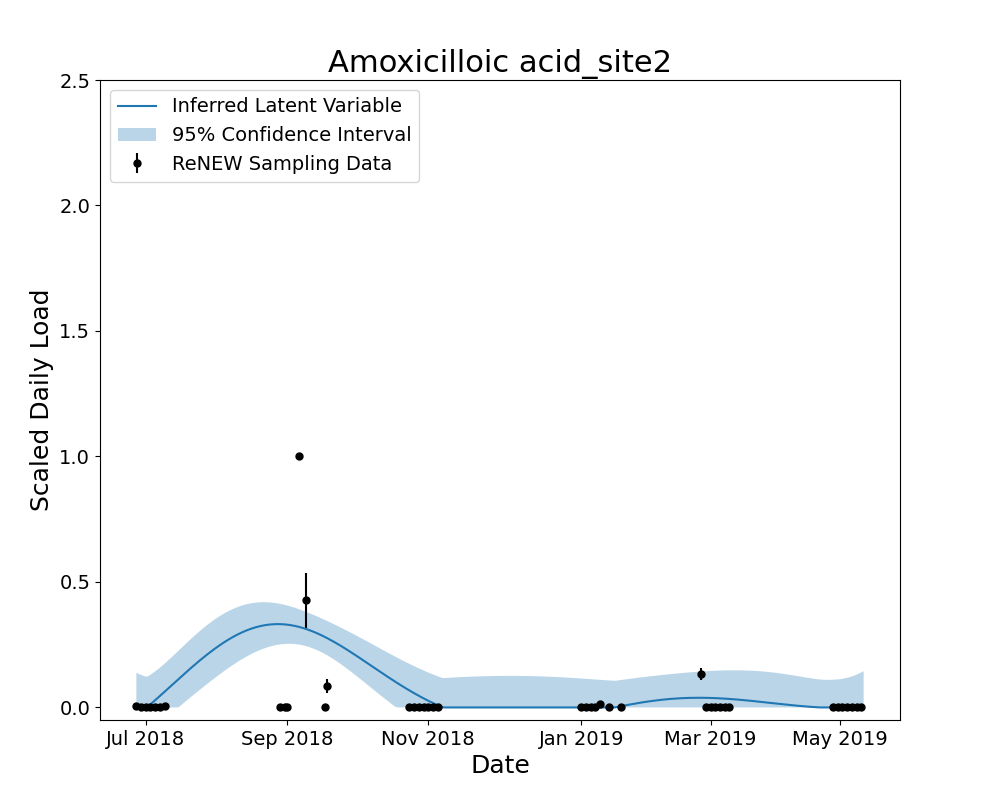 Amoxicilloic acid_site2
2.5
Inferred Latent Variable
95% Confidence Interval
ReNEW Sampling Data
2.0
1.5
1.0
0.5
0.0
Scaled Daily Load
Jul 2018 Sep 2018 Nov 2018 Jan 2019 Mar 2019 May 2019
Date